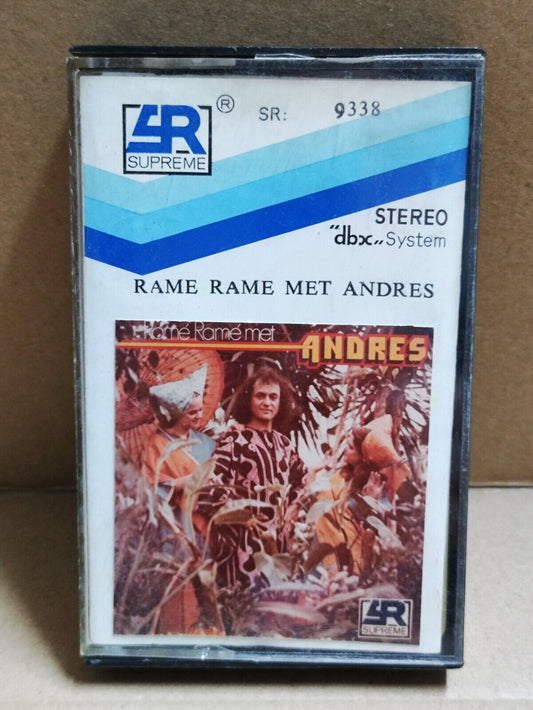 SR
SUPREME
®
SR: 9338
STEREO
"dbx" System
RAME RAME MET ANDRES
Ramé Ramé met
ANDRES
SR
SUPREME